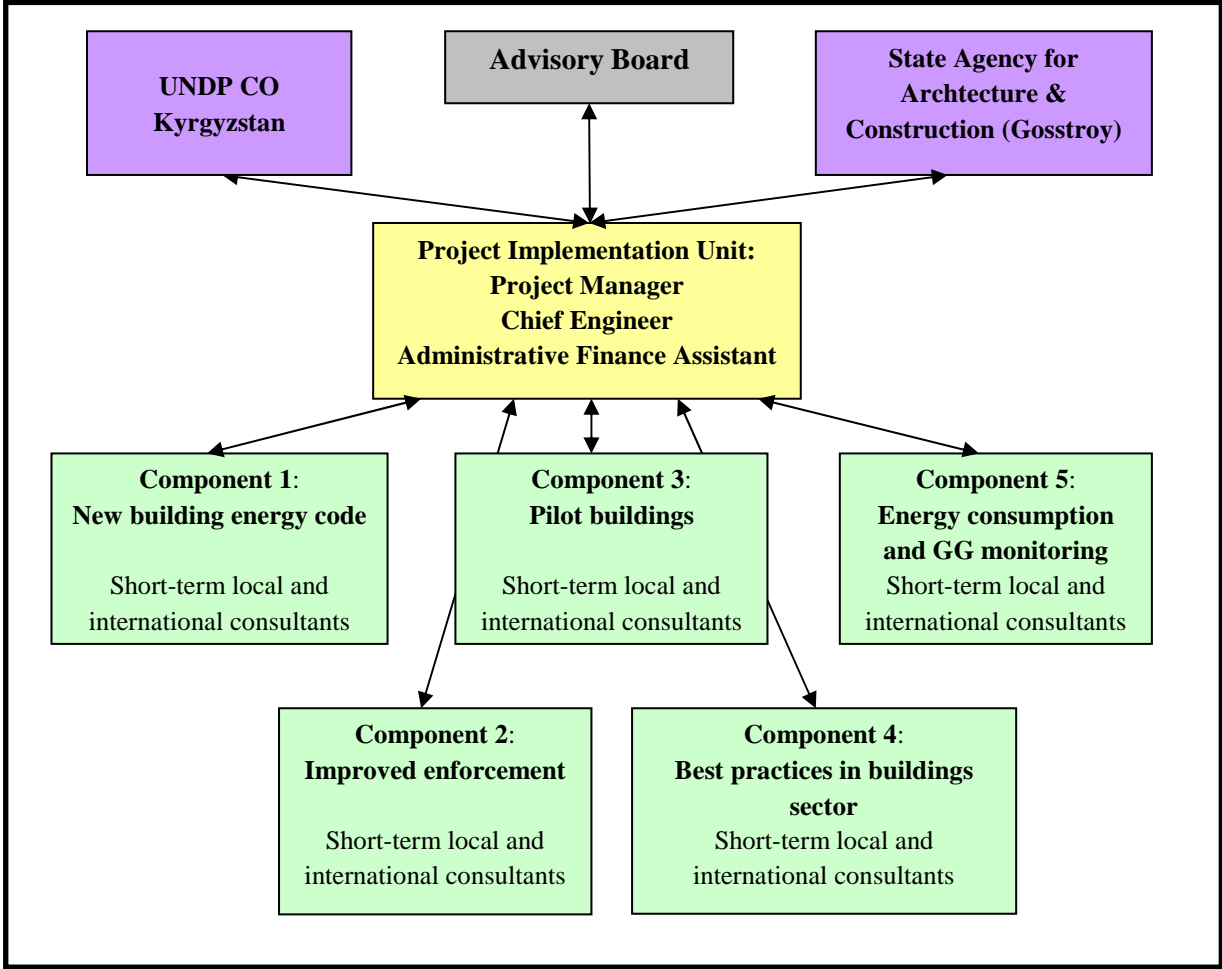 UNDP CO
Kyrgyzstan
Advisory Board
State Agency for
Archtecture &
Construction (Gosstroy)
Project Implementation Unit:
Project Manager
Chief Engineer
Administrative Finance Assistant
Component 1:
New building energy code
Short-term local and
international consultants
Component 3:
Pilot buildings
Short-term local and
international consultants
Component 5:
Energy consumption
and GG monitoring
Short-term local and
international consultants
Component 2:
Improved enforcement
Short-term local and
international consultants
Component 4:
Best practices in buildings
sector
Short-term local and
international consultants